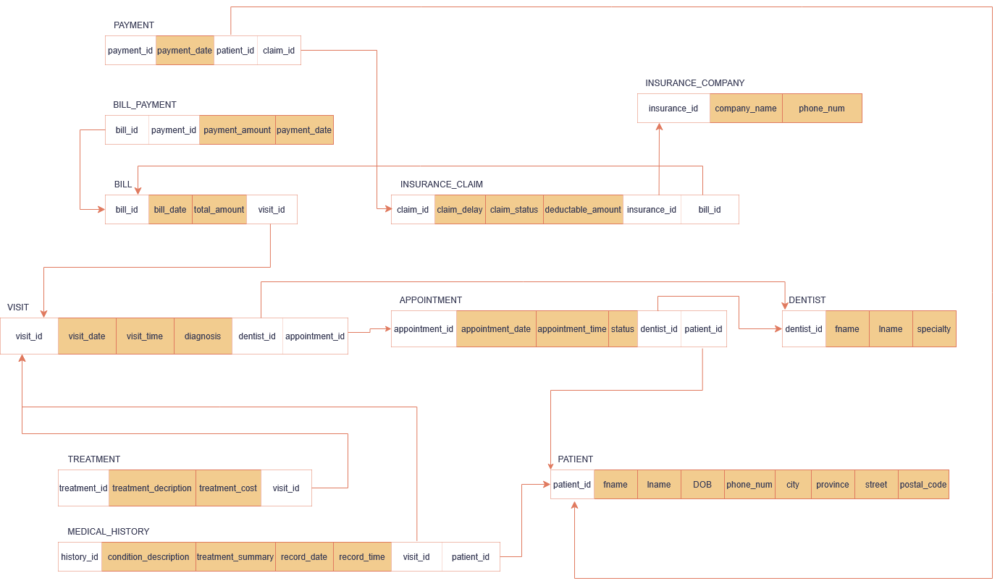 PAYMENT
payment_id payment_date patient_id claim_id
INSURANCE_COMPANY
insurance_id company_name phone_num
BILL_PAYMENT
bill_id payment_id payment_amount payment_date
BILL
bill_id bill_date total_amount visit_id
INSURANCE_CLAIM
claim_id claim_delay claim_status deductable_amount insurance_id bill_id
VISIT
visit_id visit_date visit_time diagnosis dentist_id appointment_id
APPOINTMENT
appointment_id appointment_date appointment_time status dentist_id patient_id
DENTIST
dentist_id fname lname specialty
TREATMENT
treatment_id treatment_decription treatment_cost visit_id
PATIENT
patient_id fname lname DOB phone_num city province street postal_code
MEDICAL_HISTORY
history_id condition_description treatment_summary record_date record_time visit_id patient_id